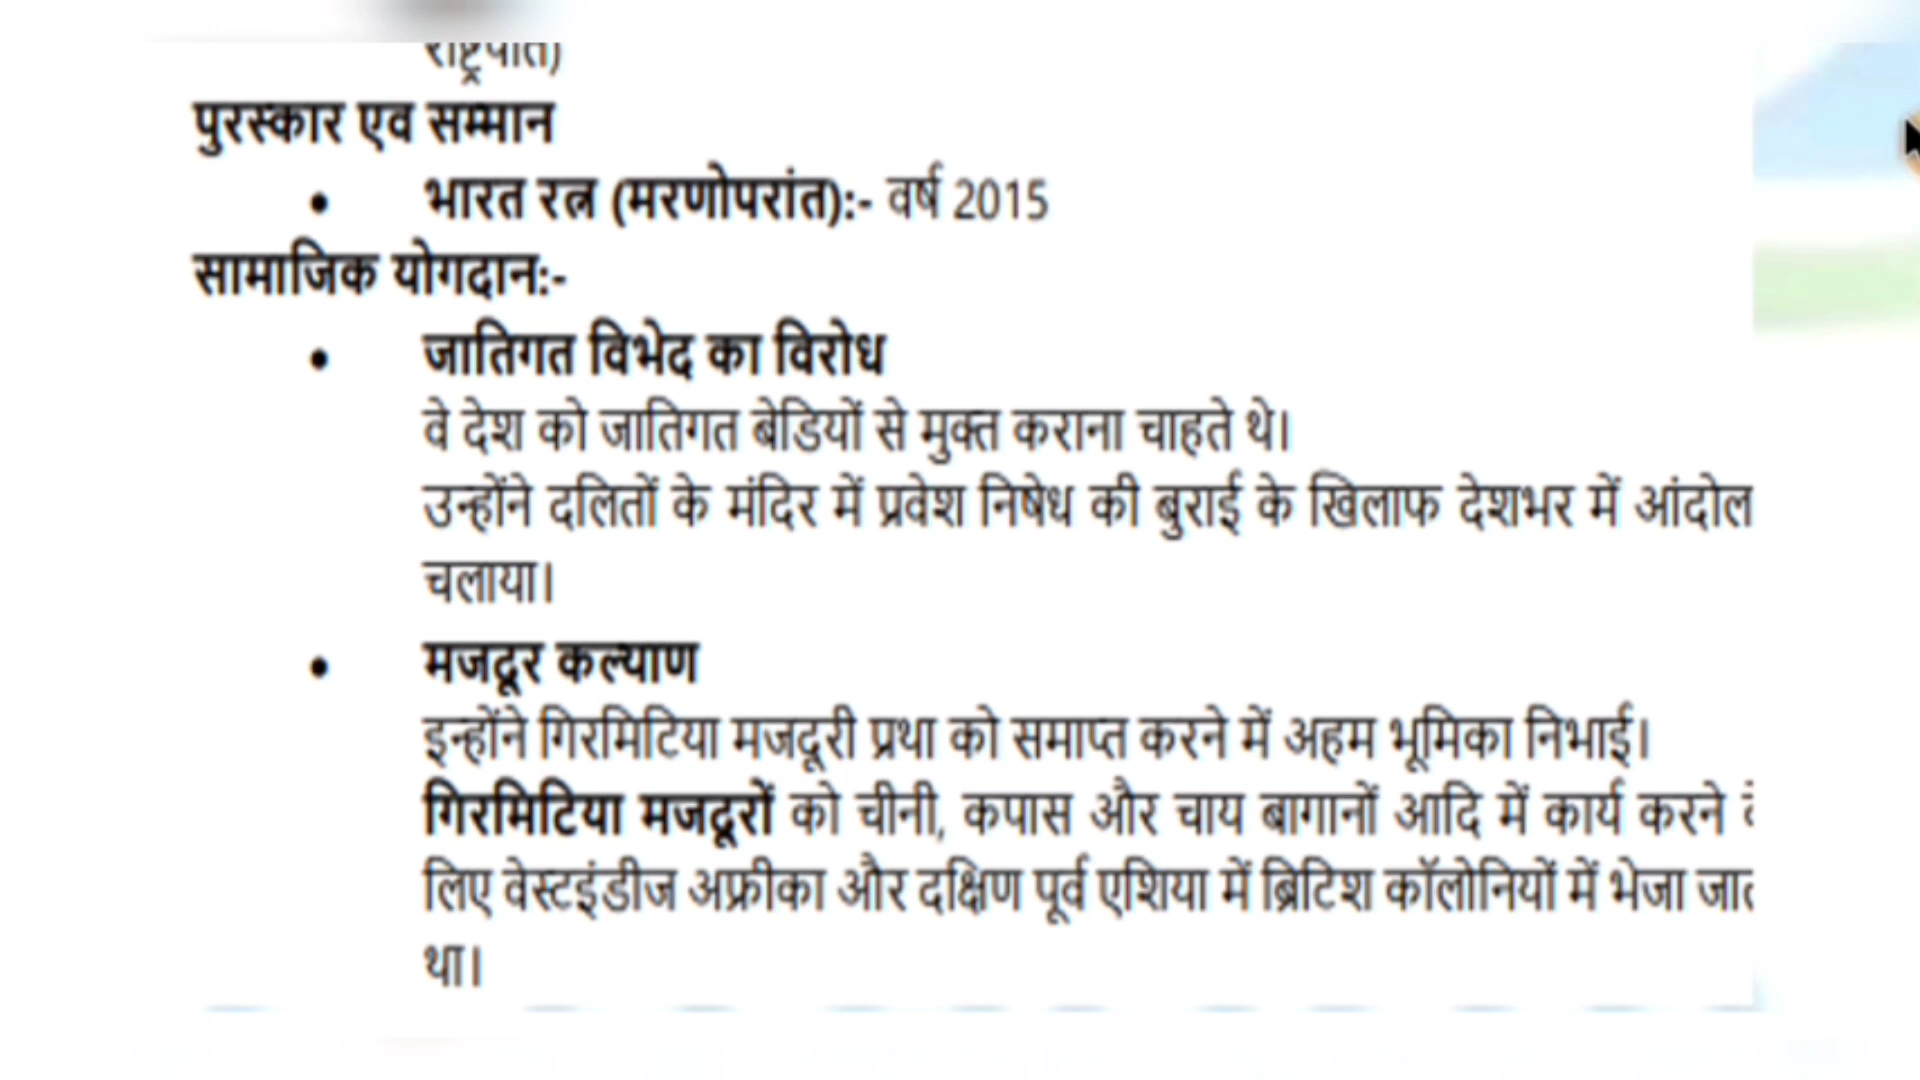 राष्ट्रपति)
पुरस्कार एव सम्मान
• भारत रत्न (मरणोपरांत):- वर्ष 2015
सामाजिक योगदान:-
• जातिगत विभेद का विरोध
वे देश को जातिगत बेडियों से मुक्त कराना चाहते थे।
उन्होंने दलितों के मंदिर में प्रवेश निषेध की बुराई के खिलाफ देशभर में आंदोल
चलाया।
• मजदूर कल्याण
इन्होंने गिरमिटिया मजदूरी प्रथा को समाप्त करने में अहम भूमिका निभाई।
गिरमिटिया मजदूरों को चीनी, कपास और चाय बागानों आदि में कार्य करने
लिए वेस्टइंडीज अफ्रीका और दक्षिण पूर्व एशिया में ब्रिटिश कॉलोनियों में भेजा
था।